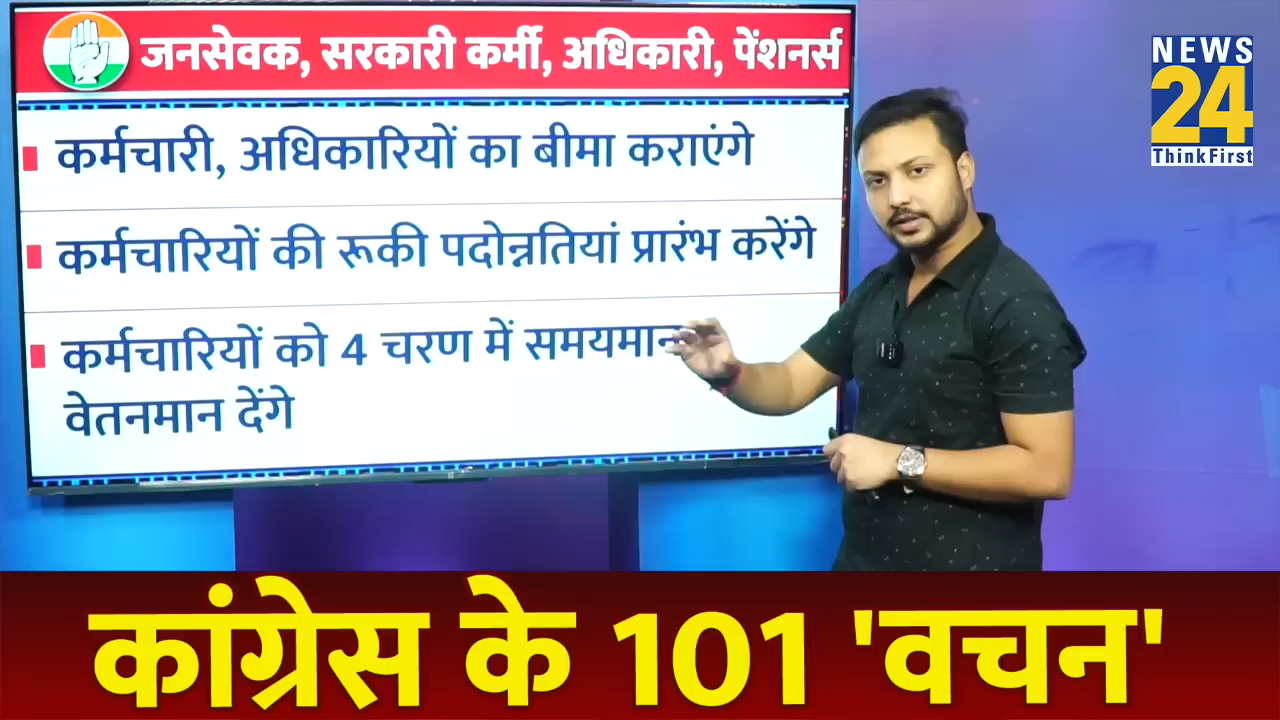 जनसेवक, सरकारी कर्मी, अधिकारी, पेंशनर्स
कर्मचारी, अधिकारियों का बीमा कराएंगे
कर्मचारियों की रूकी पदोन्नतियां प्रारंभ करेंगे
कर्मचारियों को 4 चरण में समयमान
वेतनमान देंगे
NEWS
24
ThinkFirst
कांग्रेस के 101 'वचन'